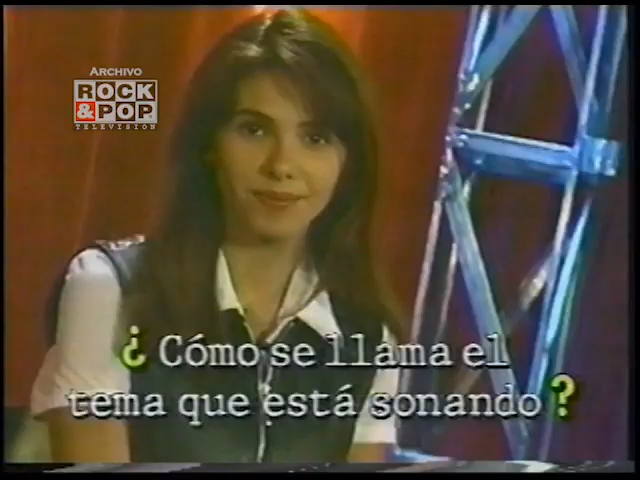 ARCHIVO
ROCK
&POP
TELEVISION
¿Cómo se llama el
tema que está sonando?